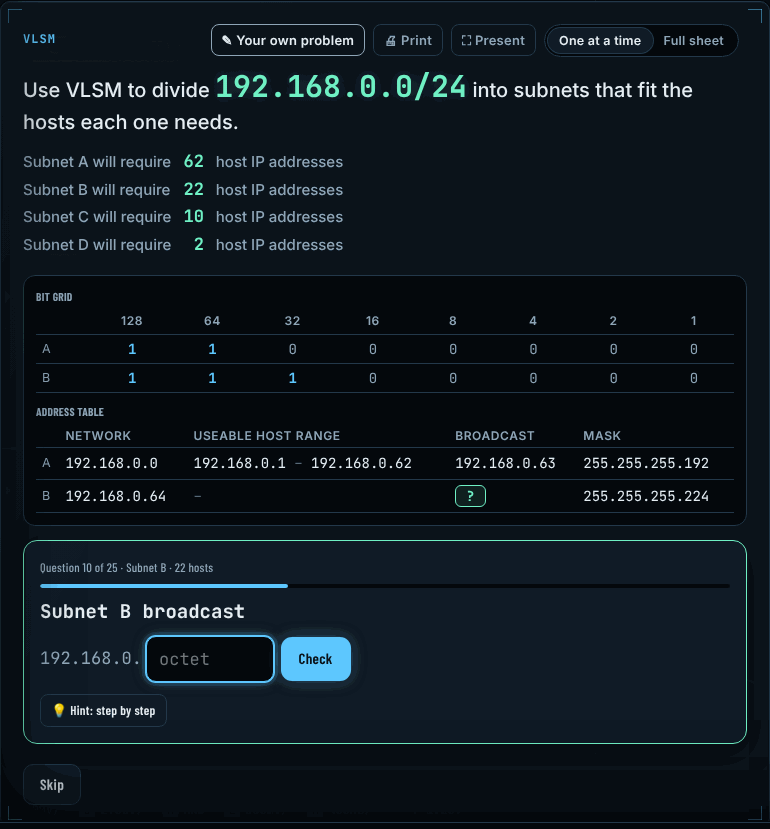 VLSM
✎ Your own problem
🖨 Print
⛶ Present
One at a time
Full sheet
Use VLSM to divide 192.168.0.0/24 into subnets that fit the
hosts each one needs.
Subnet A will require 62 host IP addresses
Subnet B will require 22 host IP addresses
Subnet C will require 10 host IP addresses
Subnet D will require 2 host IP addresses
BIT GRID
128 64 32 16 8 4 2 1
A 1 1 0 0 0 0 0 0
B 1 1 1 0 0 0 0 0
ADDRESS TABLE
NETWORK USEABLE HOST RANGE BROADCAST MASK
A 192.168.0.0 192.168.0.1 – 192.168.0.62 192.168.0.63 255.255.255.192
B 192.168.0.64 – ? 255.255.255.224
Question 10 of 25 · Subnet B · 22 hosts
Subnet B broadcast
192.168.0. octet Check
💡 Hint: step by step
Skip